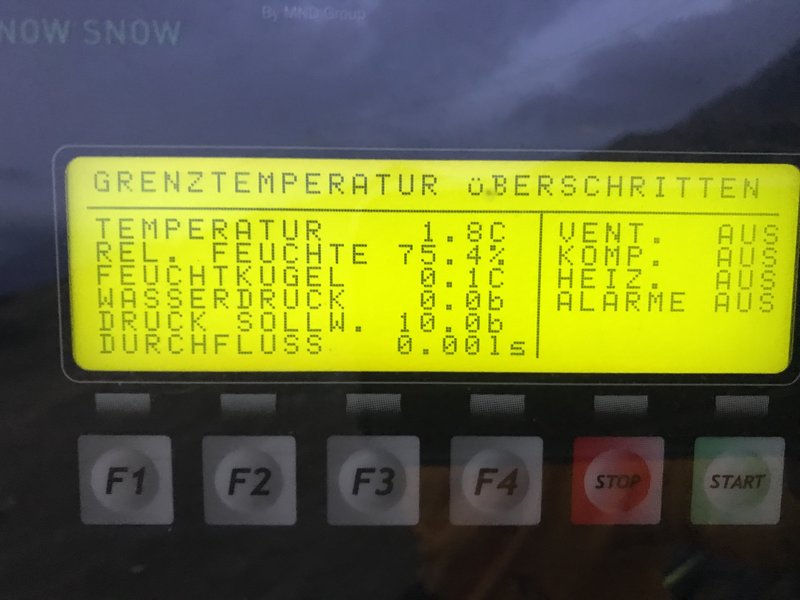 NOW SNOW
By MND Group
GRENZTEMPERATUR üBERSCHRITTEN
TEMPERATUR 1.8C
REL. FEUCHTE 75.4%
FEUCHTKUGEL 0.1C
WASSERDRUCK 0.0b
DRUCK SOLLW. 10.0b
DURCHFLUSS 0.00ls
VENT. AUS
KOMP. AUS
HEIZ. AUS
ALARME AUS
F1 F2 F3 F4 STOP START